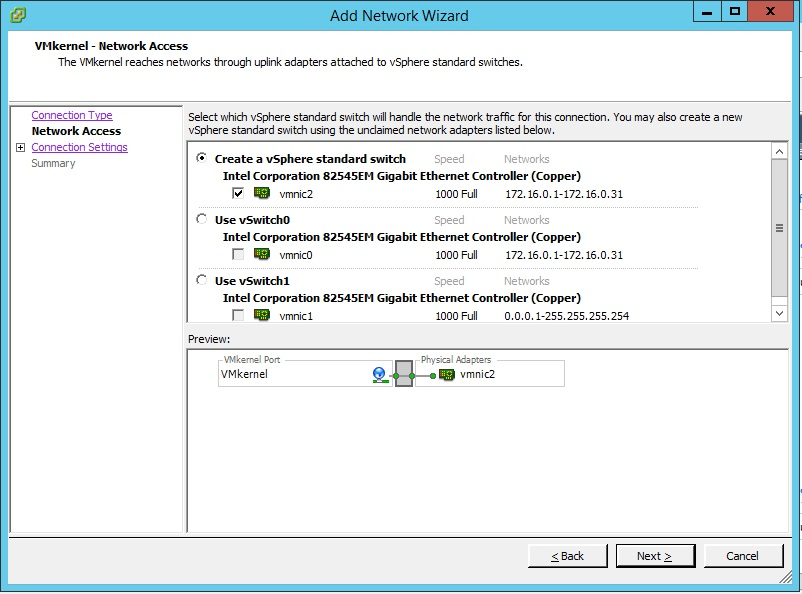 Add Network Wizard
VMkernel - Network Access
The VMkernel reaches networks through uplink adapters attached to vSphere standard switches.
Connection Type
Network Access
Connection Settings
Summary
Select which vSphere standard switch will handle the network traffic for this connection. You may also create a new
vSphere standard switch using the unclaimed network adapters listed below.
Create a vSphere standard switch Speed Networks
Intel Corporation 82545EM Gigabit Ethernet Controller (Copper)
vmnic2 1000 Full 172.16.0.1-172.16.0.31
Use vSwitch0 Speed Networks
Intel Corporation 82545EM Gigabit Ethernet Controller (Copper)
vmnic0 1000 Full 172.16.0.1-172.16.0.31
Use vSwitch1 Speed Networks
Intel Corporation 82545EM Gigabit Ethernet Controller (Copper)
vmnic1 1000 Full 0.0.0.1-255.255.255.254
Preview:
VMkernel Port Physical Adapters
VMkernel vmnic2
< Back Next > Cancel